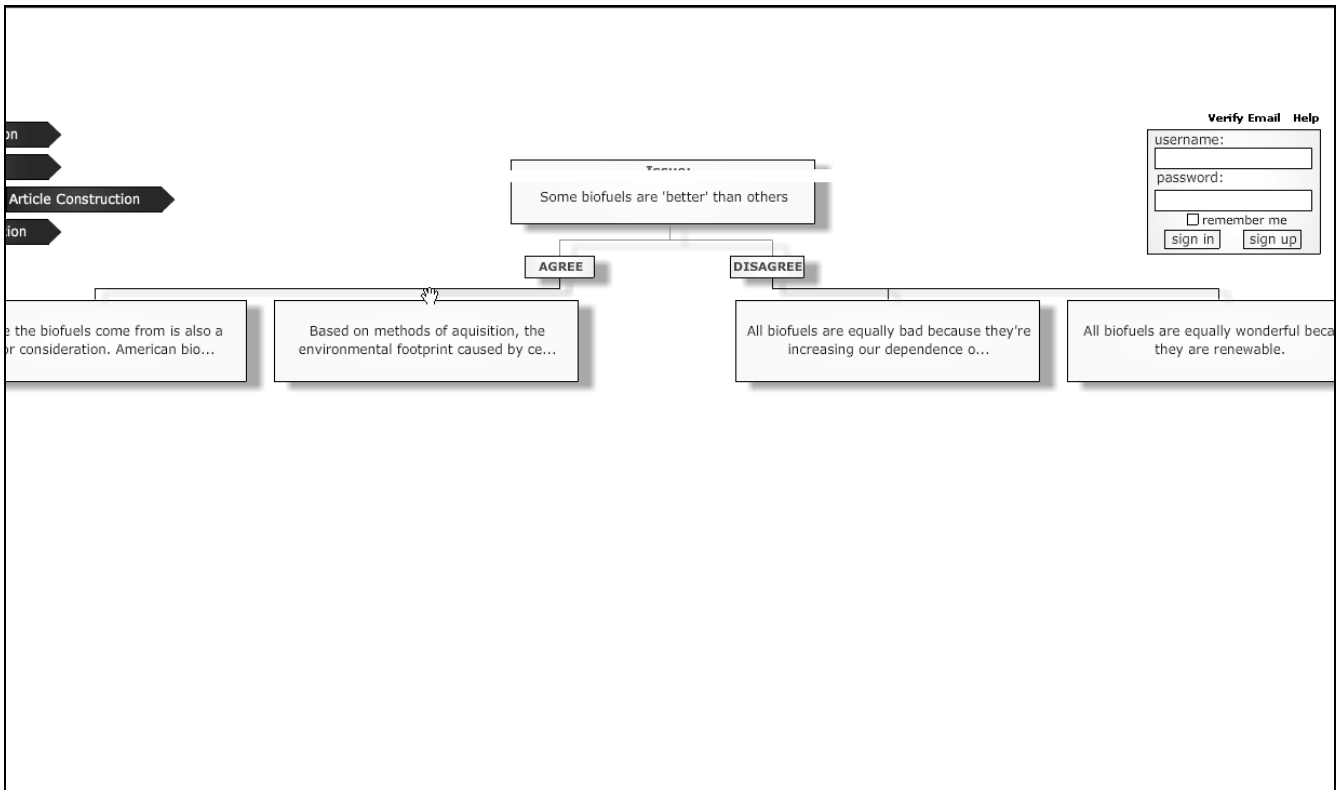 Verify Email Help
on
username:
password:
Article Construction
remember me
ion
sign in sign up
Issue:
Some biofuels are 'better' than others
AGREE DISAGREE
e the biofuels come from is also a
or consideration. American bio...
Based on methods of aquisition, the
environmental footprint caused by ce...
All biofuels are equally bad because they're
increasing our dependence o...
All biofuels are equally wonderful beca
they are renewable.